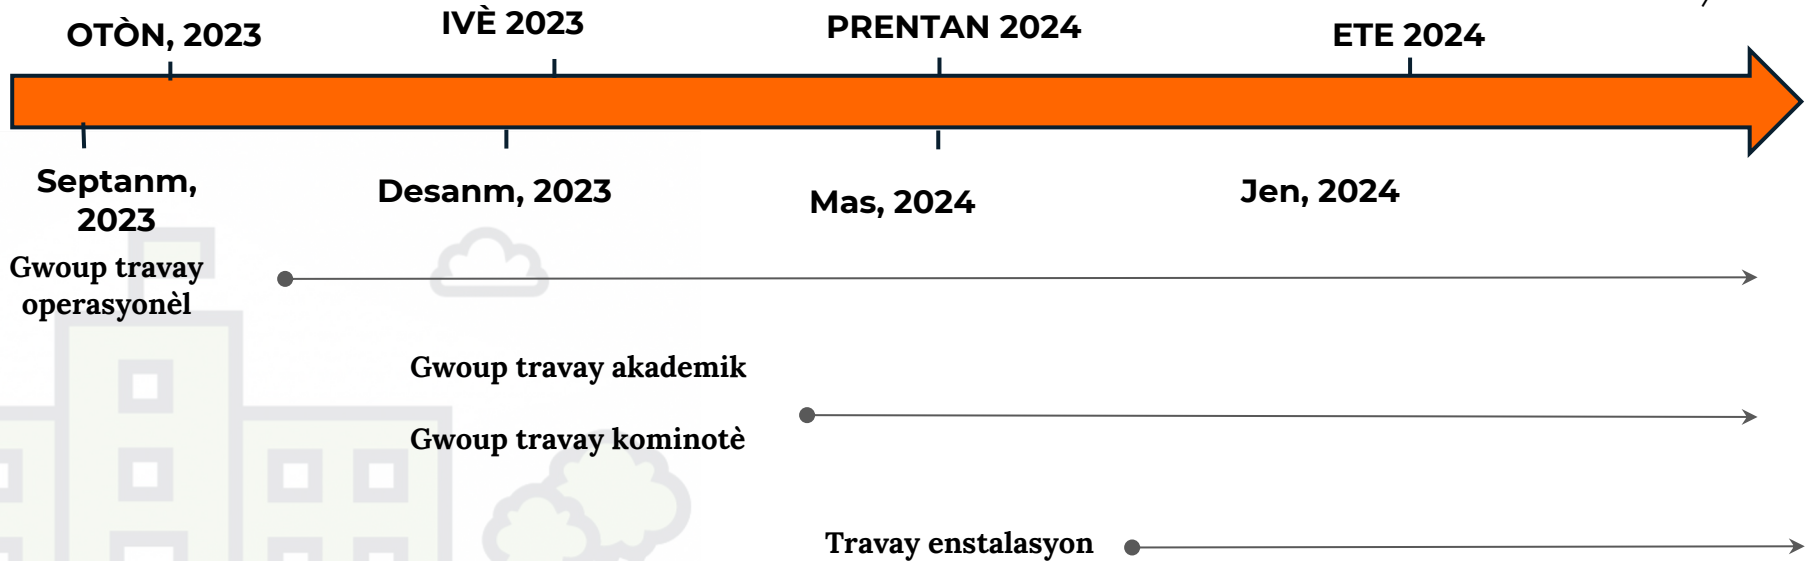 OTÒN, 2023
IVÈ 2023
PRENTAN 2024
ETE 2024
Septanm,
2023
Desanm, 2023
Mas, 2024
Jen, 2024
Gwoup travay
operasyonèl
Gwoup travay akademik
Gwoup travay kominotè
Travay enstalasyon